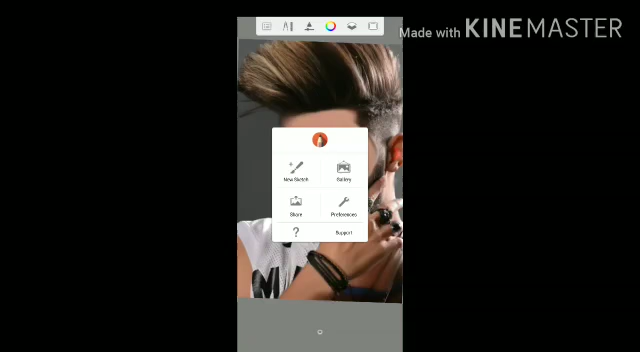 Made with KINEMASTER
New Sketch
Gallery
Share
Preferences
?
Support